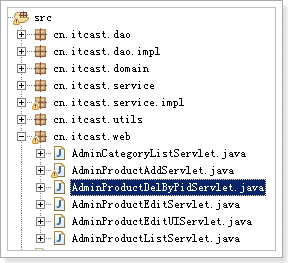 src
cn.itcast.dao
cn.itcast.dao.impl
cn.itcast.domain
cn.itcast.service
cn.itcast.service.impl
cn.itcast.utils
cn.itcast.web
AdminCategoryListServlet.java
AdminProductAddServlet.java
AdminProductDelByPidServlet.java
AdminProductEditServlet.java
AdminProductEditUIServlet.java
AdminProductListServlet.java